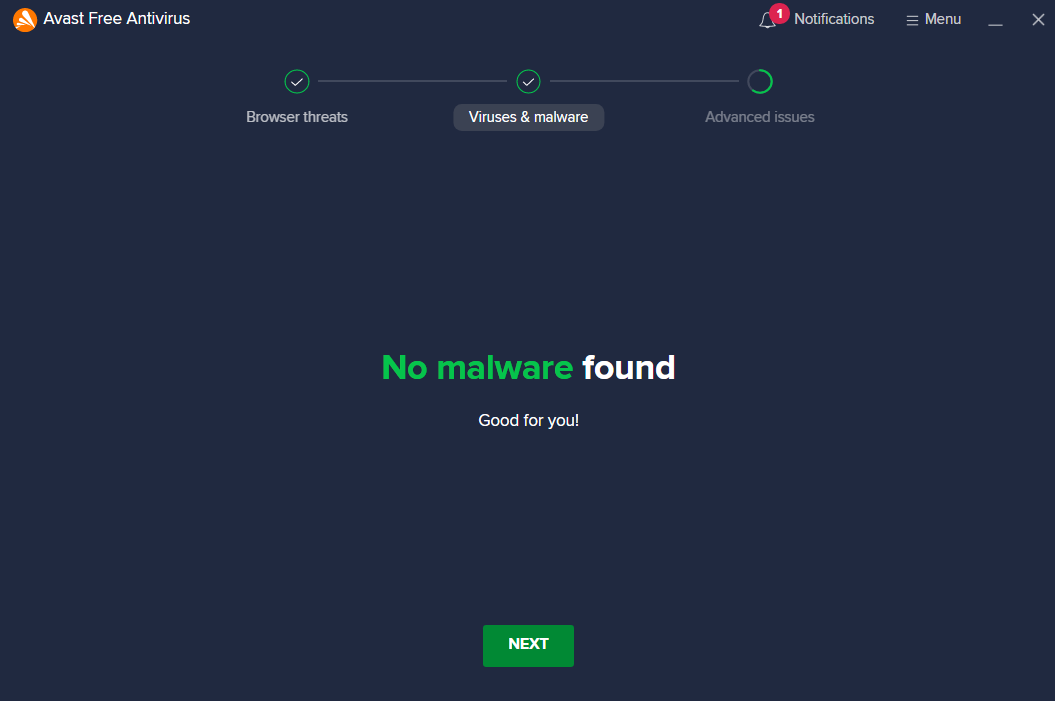 Avast Free Antivirus
1
Notifications
Menu
Browser threats
Viruses & malware
Advanced issues
No malware found
Good for you!
NEXT